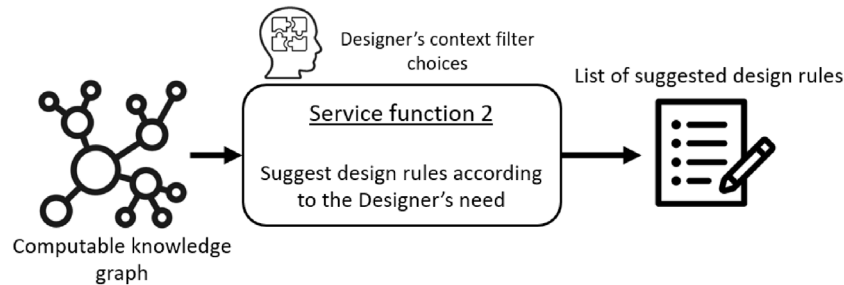 Designer's context filter
choices
List of suggested design rules
Service function 2
Suggest design rules according
to the Designer's need
Computable knowledge
graph